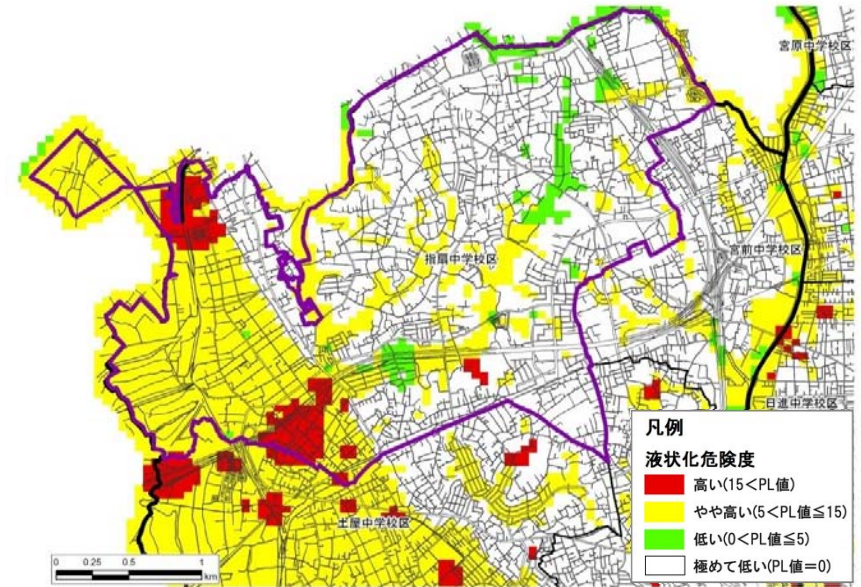 宮原中学校区
指扇中学校区
宮前中学校区
日進中学校区
土屋中学校区
凡例
液状化危険度
高い(15<PL値)
やや高い(5<PL値≦15)
低い(0<PL値≦5)
極めて低い(PL値=0)
0 0.25 0.5 1
km